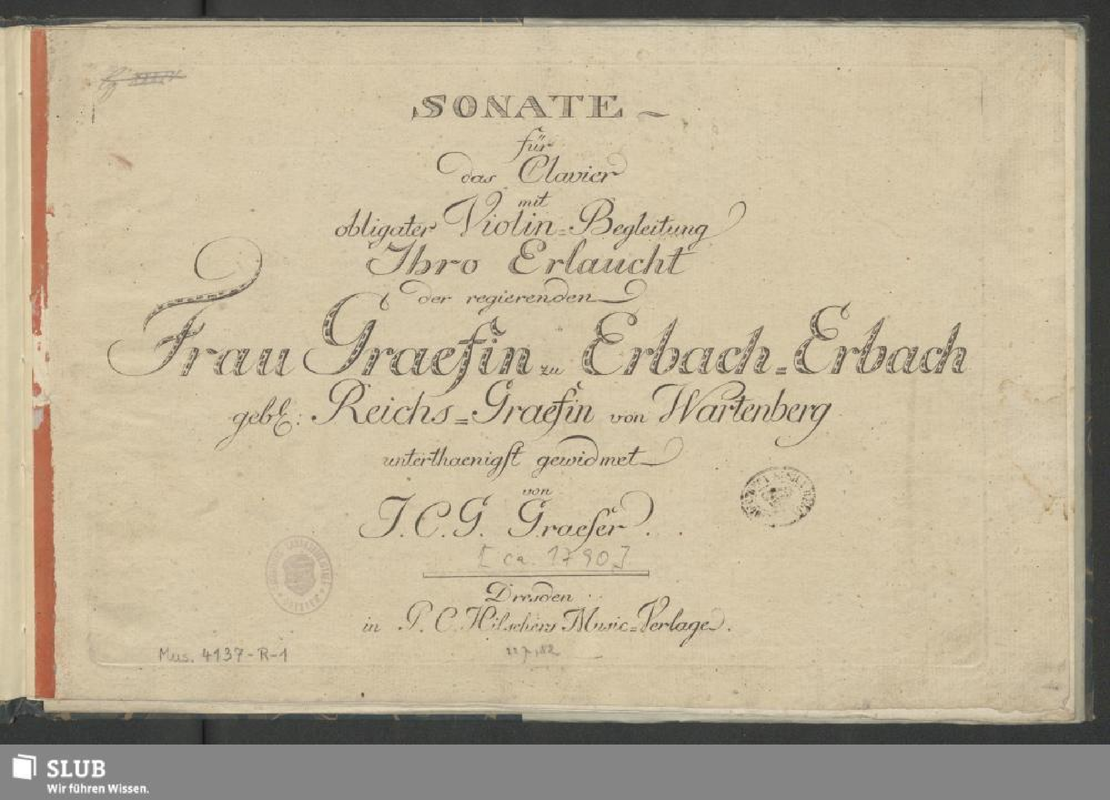 SONATE
für
das Clavier
mit
obligater Violin=Begleitung
Ihro Erlaucht
der regierenden
Frau Graefin zu Erbach=Erbach
geb: Reichs=Graefin von Wartenberg
unterthaenigst gewidmet
von
J. C. G. Graeser.
[ca. 1790]
Dresden
in P. C. Hilschers Music=Verlage.
Mus. 4137-R-1
SLUB
Wir führen Wissen.